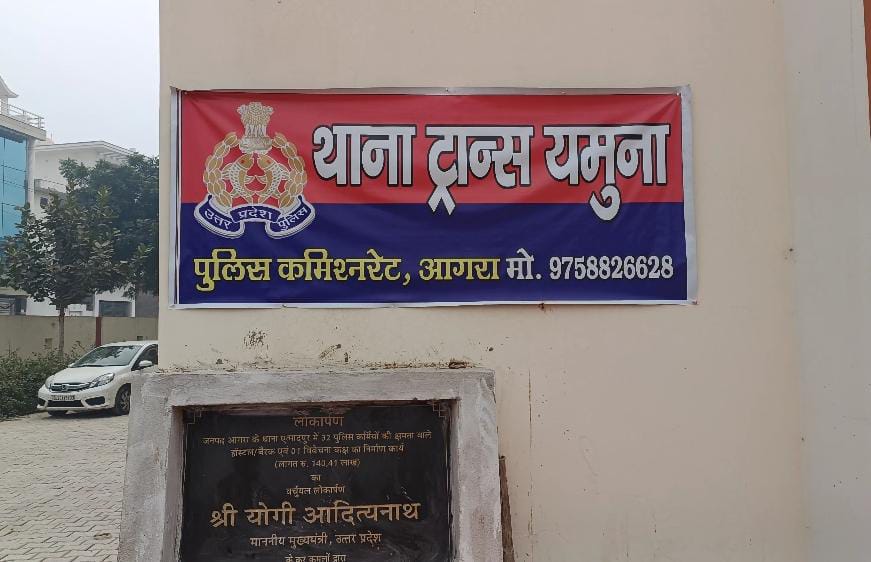 थाना ट्रान्स यमुना
उत्तर प्रदेश पुलिस
पुलिस कमिश्नरेट, आगरा मो. 9758826628
लोकार्पण
जनपद आगरा के थाना एत्मादपुर में 32 पुलिस कर्मियों की क्षमता वाले
हॉस्टल/बैरक एवं 01 विवेचना कक्ष का निर्माण कार्य
(लागत रु. 140.41 लाख)
का
वर्चुयल लोकार्पण
श्री योगी आदित्यनाथ
माननीय मुख्यमंत्री, उत्तर प्रदेश
के कर कमलों द्वारा